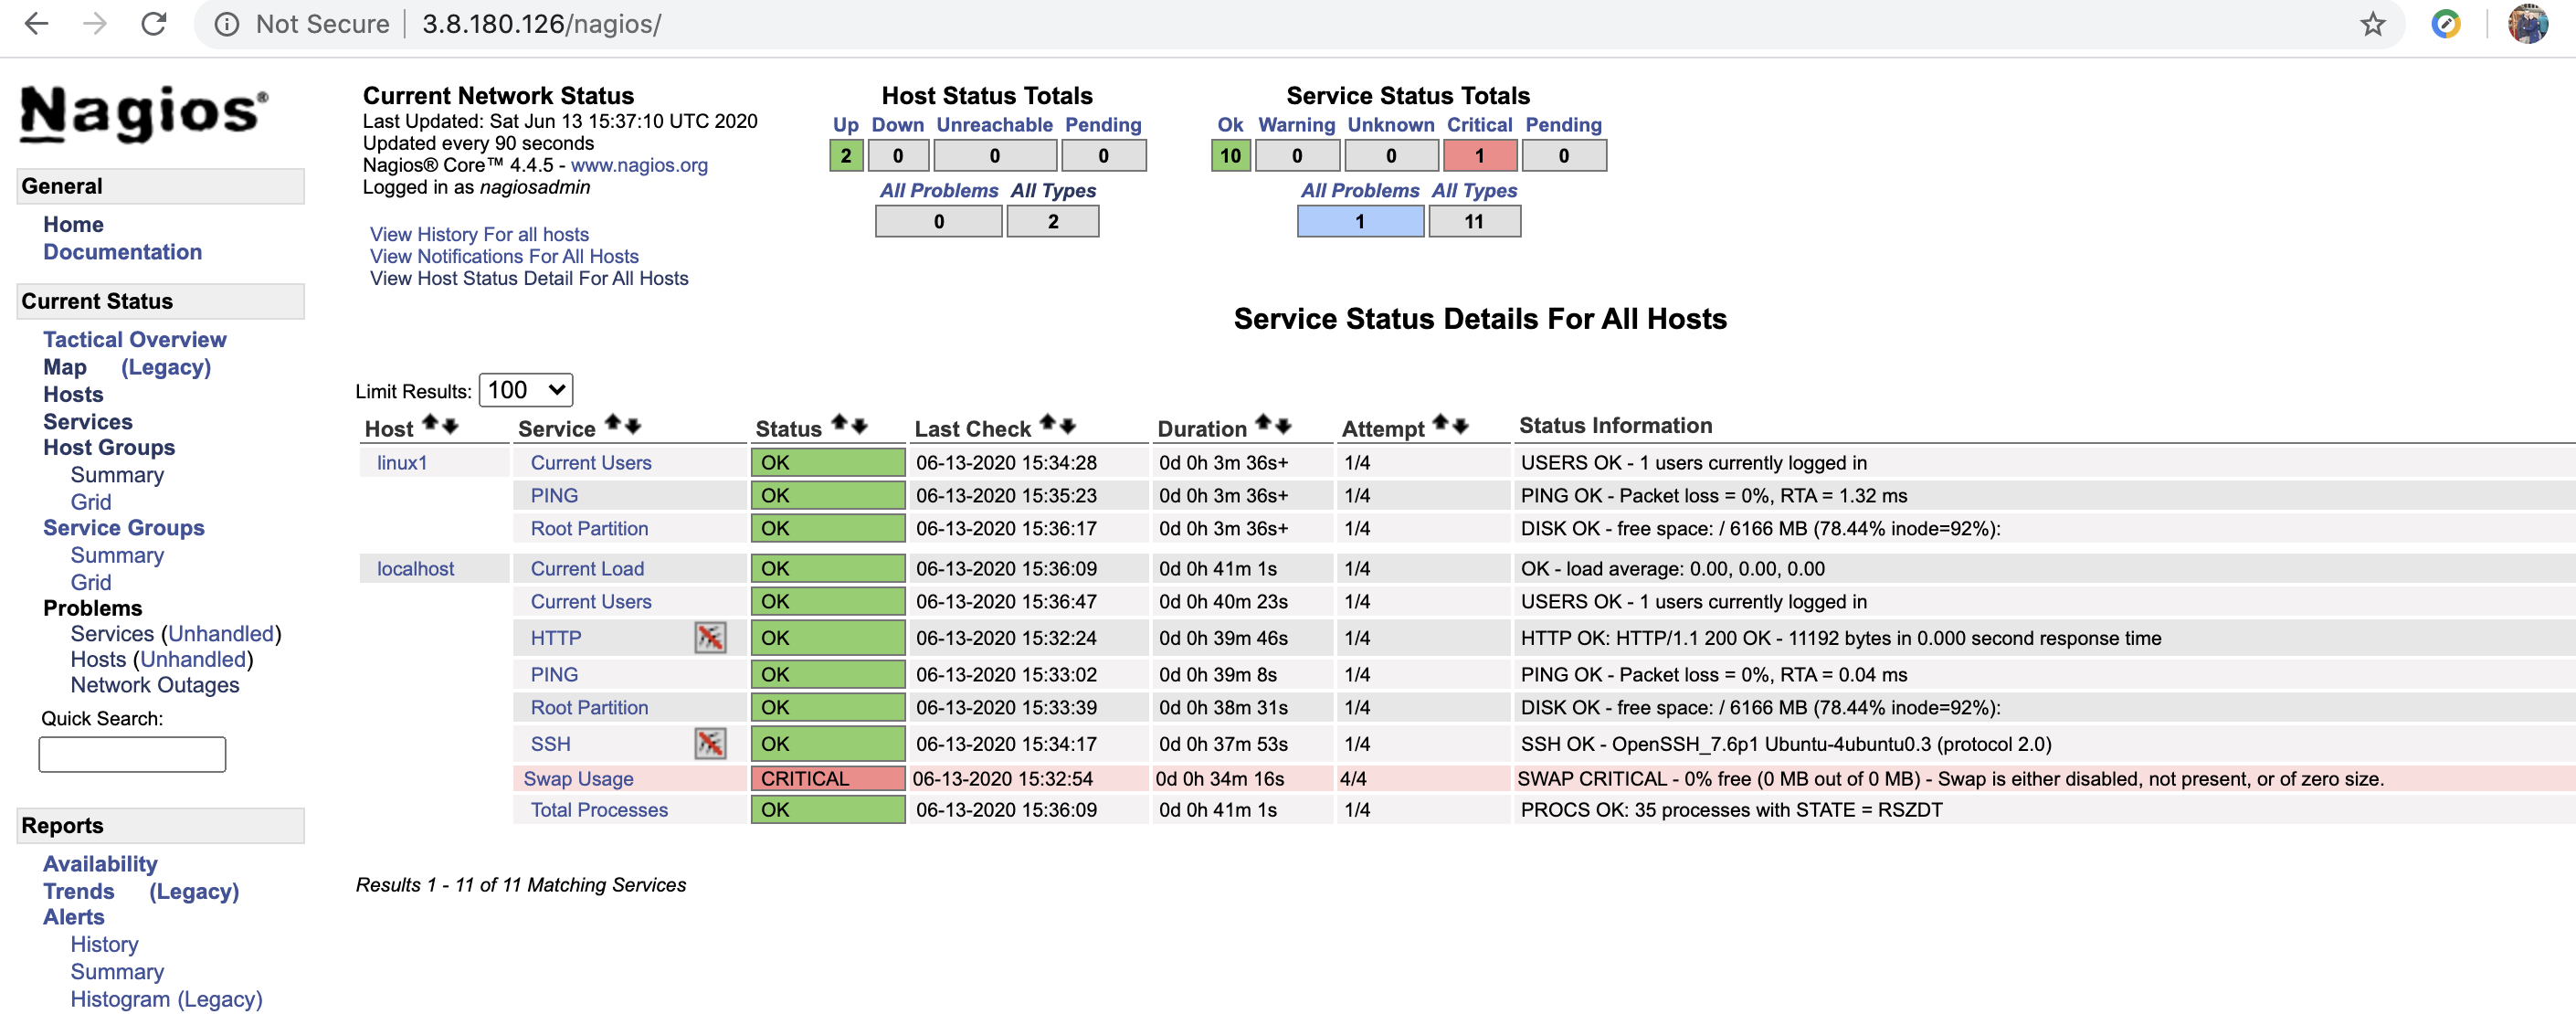 Not Secure | 3.8.180.126/nagios/
Nagios®
General
Home
Documentation
Current Status
Tactical Overview
Map (Legacy)
Hosts
Services
Host Groups
Summary
Grid
Service Groups
Summary
Grid
Problems
Services (Unhandled)
Hosts (Unhandled)
Network Outages
Quick Search:
Reports
Availability
Trends (Legacy)
Alerts
History
Summary
Histogram (Legacy)
Current Network Status
Last Updated: Sat Jun 13 15:37:10 UTC 2020
Updated every 90 seconds
Nagios® Core™ 4.4.5 - www.nagios.org
Logged in as nagiosadmin
View History For all hosts
View Notifications For All Hosts
View Host Status Detail For All Hosts
Host Status Totals
Up Down Unreachable Pending
2 0 0 0
All Problems All Types
0 2
Service Status Totals
Ok Warning Unknown Critical Pending
10 0 0 1 0
All Problems All Types
1 11
Service Status Details For All Hosts
Limit Results: 100
Host Service Status Last Check Duration Attempt Status Information
linux1 Current Users OK 06-13-2020 15:34:28 0d 0h 3m 36s+ 1/4 USERS OK - 1 users currently logged in
PING OK 06-13-2020 15:35:23 0d 0h 3m 36s+ 1/4 PING OK - Packet loss = 0%, RTA = 1.32 ms
Root Partition OK 06-13-2020 15:36:17 0d 0h 3m 36s+ 1/4 DISK OK - free space: / 6166 MB (78.44% inode=92%):
localhost Current Load OK 06-13-2020 15:36:09 0d 0h 41m 1s 1/4 OK - load average: 0.00, 0.00, 0.00
Current Users OK 06-13-2020 15:36:47 0d 0h 40m 23s 1/4 USERS OK - 1 users currently logged in
HTTP OK 06-13-2020 15:32:24 0d 0h 39m 46s 1/4 HTTP OK: HTTP/1.1 200 OK - 11192 bytes in 0.000 second response time
PING OK 06-13-2020 15:33:02 0d 0h 39m 8s 1/4 PING OK - Packet loss = 0%, RTA = 0.04 ms
Root Partition OK 06-13-2020 15:33:39 0d 0h 38m 31s 1/4 DISK OK - free space: / 6166 MB (78.44% inode=92%):
SSH OK 06-13-2020 15:34:17 0d 0h 37m 53s 1/4 SSH OK - OpenSSH_7.6p1 Ubuntu-4ubuntu0.3 (protocol 2.0)
Swap Usage CRITICAL 06-13-2020 15:32:54 0d 0h 34m 16s 4/4 SWAP CRITICAL - 0% free (0 MB out of 0 MB) - Swap is either disabled, not present, or of zero size.
Total Processes OK 06-13-2020 15:36:09 0d 0h 41m 1s 1/4 PROCS OK: 35 processes with STATE = RSZDT
Results 1 - 11 of 11 Matching Services